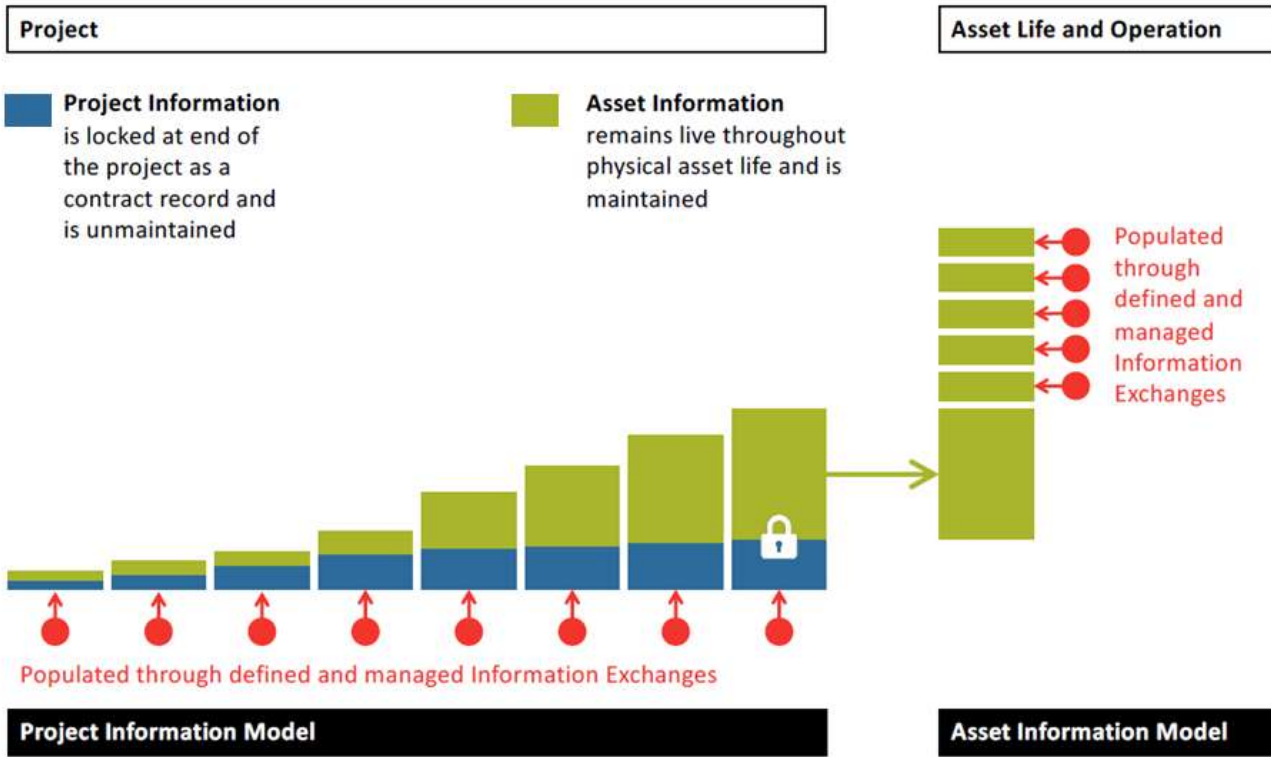 Project
Asset Life and Operation
Project Information
is locked at end of
the project as a
contract record and
is unmaintained
Asset Information
remains live throughout
physical asset life and is
maintained
Populated
through
defined and
managed
Information
Exchanges
Populated through defined and managed Information Exchanges
Project Information Model
Asset Information Model